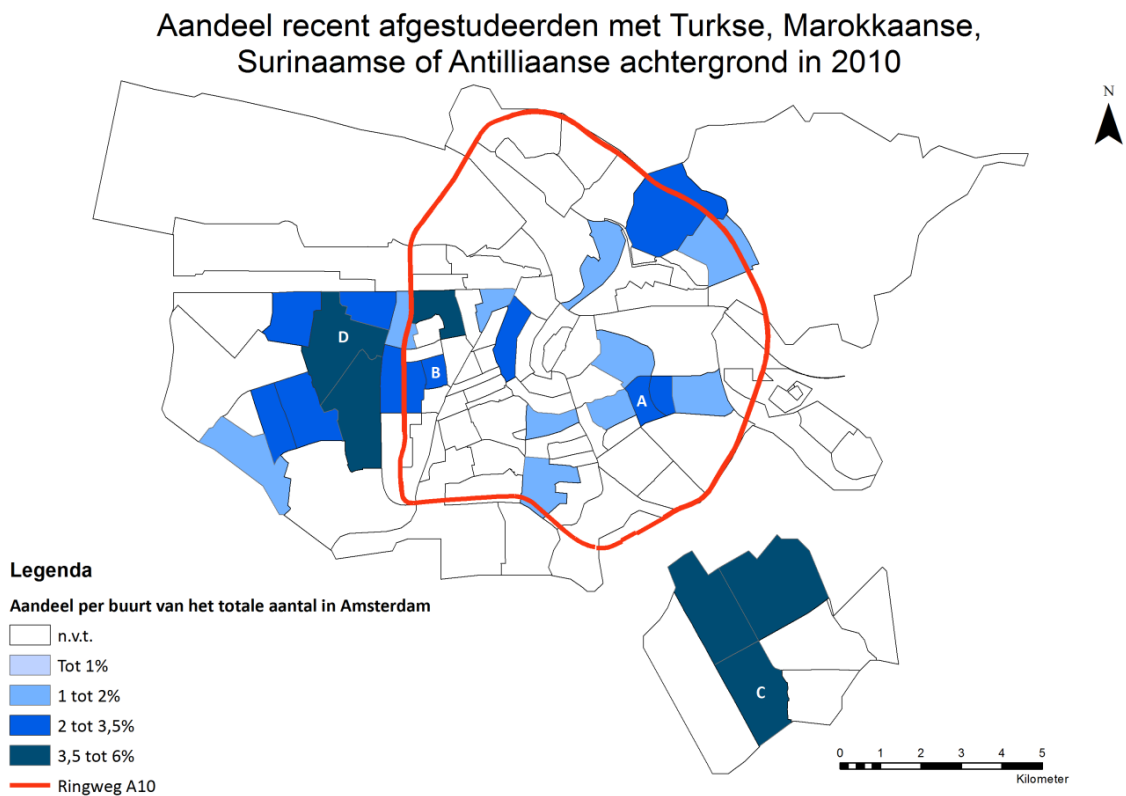 Aandeel recent afgestudeerden met Turkse, Marokkaanse,
Surinaamse of Antilliaanse achtergrond in 2010
N
D
B
A
C
Legenda
Aandeel per buurt van het totale aantal in Amsterdam
n.v.t.
Tot 1%
1 tot 2%
2 tot 3,5%
3,5 tot 6%
Ringweg A10
0 1 2 3 4 5
Kilometer